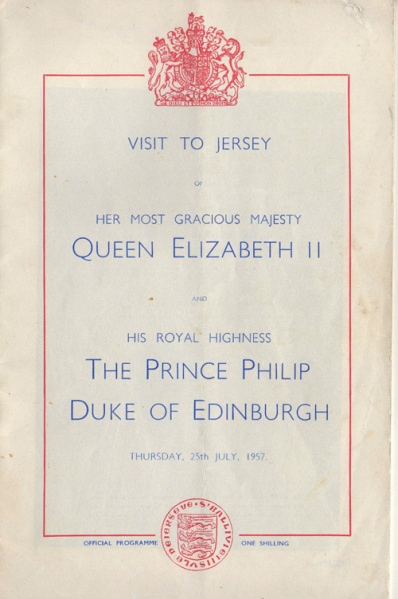 VISIT TO JERSEY
OF
HER MOST GRACIOUS MAJESTY
QUEEN ELIZABETH II
AND
HIS ROYAL HIGHNESS
THE PRINCE PHILIP
DUKE OF EDINBURGH
THURSDAY, 25th JULY, 1957.
OFFICIAL PROGRAMME
ONE SHILLING